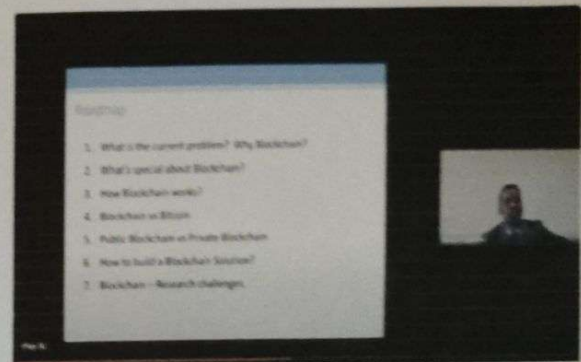 Roadmap
1. What is the current problem? Why Blockchain?
2. What's special about Blockchain?
3. How Blockchain works?
4. Blockchain vs Bitcoin
5. Public Blockchain vs Private Blockchain
6. How to build a Blockchain Solution?
7. Blockchain – Research challenges